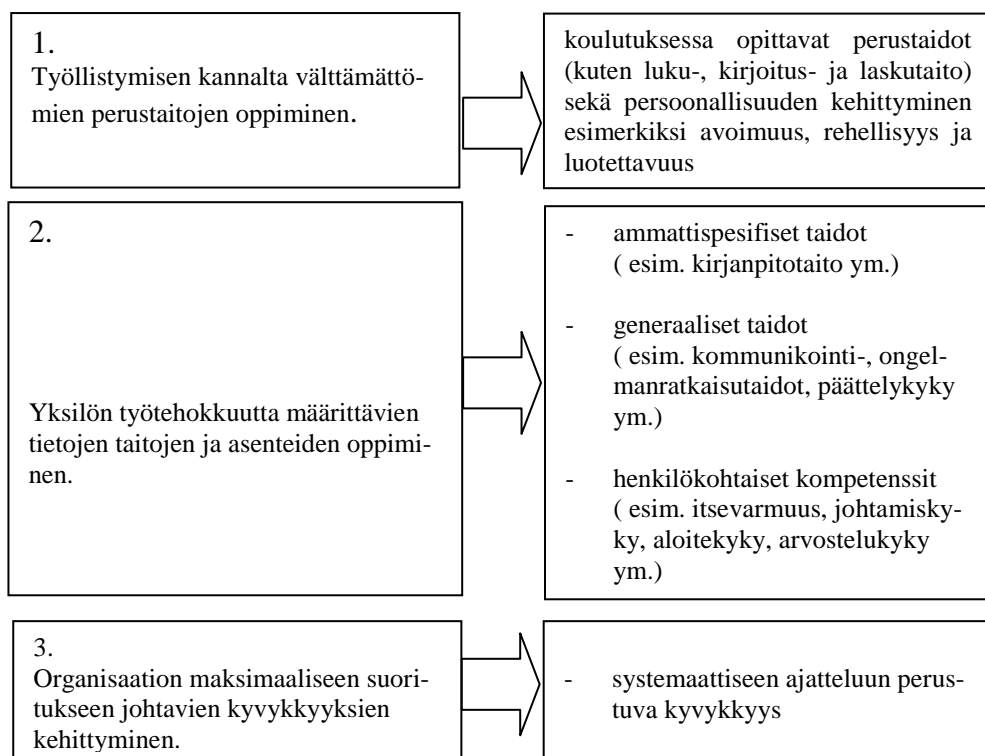 1.
Työllistymisen kannalta välttämättö-
mien perustaitojen oppiminen.
koulutuksessa opittavat perustaidot
(kuten luku-, kirjoitus- ja laskutaito)
sekä persoonallisuuden kehittyminen
esimerkiksi avoimuus, rehellisyys ja
luotettavuus
2.
Yksilön työtehokkuutta määrittävien
tietojen taitojen ja asenteiden oppimi-
nen.
- ammattispesifiset taidot
( esim. kirjanpitotaito ym.)
- generaaliset taidot
( esim. kommunikointi-, ongel-
manratkaisutaidot, päättelykyky
ym.)
- henkilökohtaiset kompetenssit
( esim. itsevarmuus, johtamisky-
ky, aloitekyky, arvostelukyky
ym.)
3.
Organisaation maksimaaliseen suori-
tukseen johtavien kyvykkyyksien
kehittyminen.
- systemaattiseen ajatteluun perus-
tuva kyvykkyys